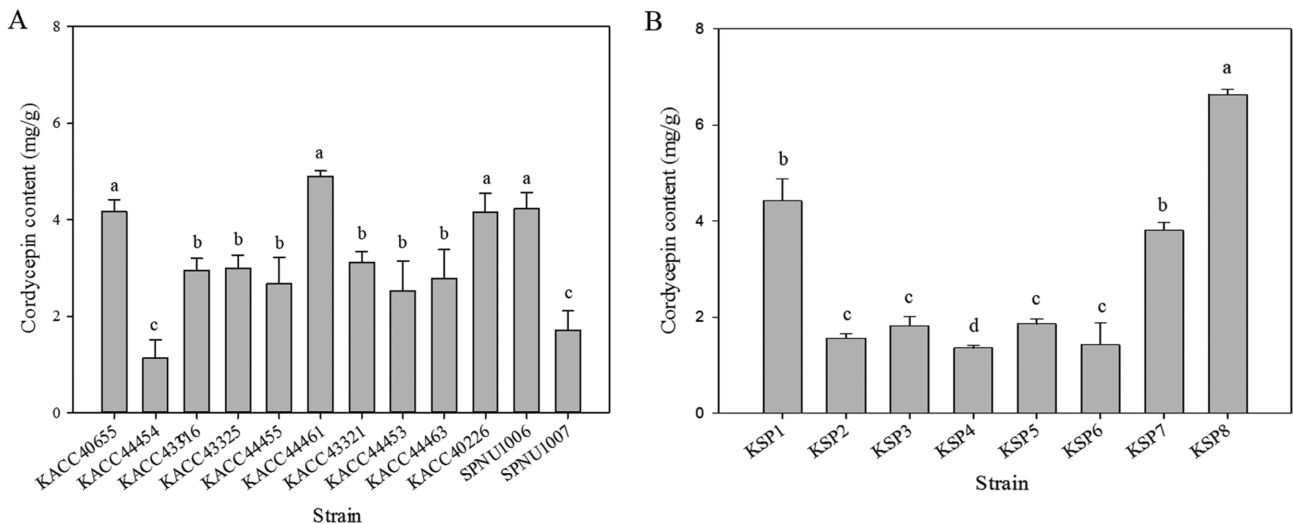 A
8
6
4
2
0
Cordycepin content (mg/g)
a
c
b
b
b
a
b
b
b
a
a
c
KACC40655
KACC44454
KACC43316
KACC43325
KACC44455
KACC44461
KACC43321
KACC44453
KACC44463
KACC40226
SPNU1006
SPNU1007
Strain
B
8
6
4
2
0
Cordycepin content (mg/g)
b
c
c
d
c
c
b
a
KSP1
KSP2
KSP3
KSP4
KSP5
KSP6
KSP7
KSP8
Strain